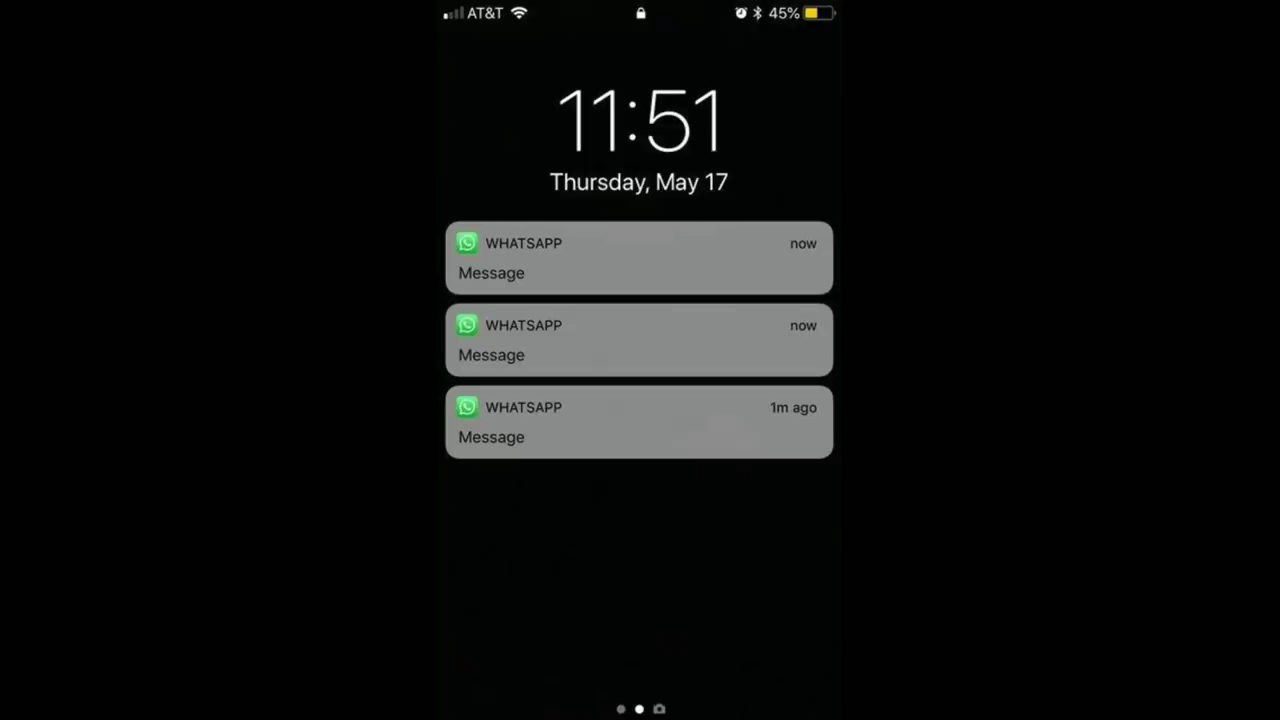 AT&T 45%
11:51
Thursday, May 17
WHATSAPP now
Message
WHATSAPP now
Message
WHATSAPP 1m ago
Message